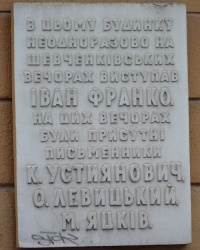 В ЦЬОМУ БУДИНКУ
НЕОДНОРАЗОВО НА
ШЕВЧЕНКІВСЬКИХ
ВЕЧОРАХ ВИСТУПАВ
ІВАН ФРАНКО.
НА ЦИХ ВЕЧОРАХ
БУЛИ ПРИСУТНІ
ПИСЬМЕННИКИ
К. УСТИЯНОВИЧ,
О. ЛЕВИЦЬКИЙ,
М. ЯЦКІВ.